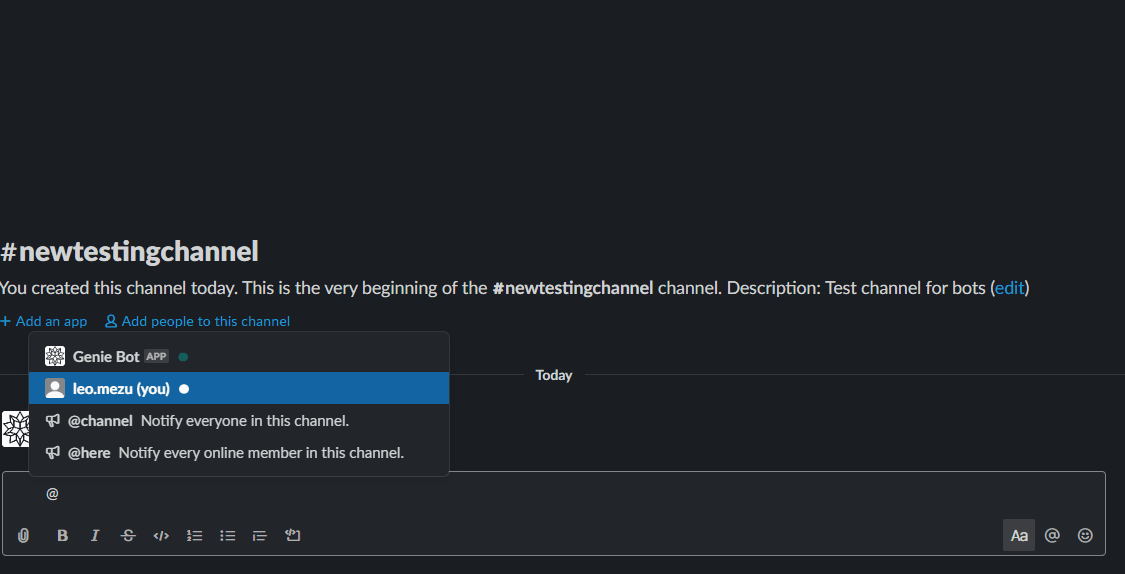 #newtestingchannel
You created this channel today. This is the very beginning of the #newtestingchannel channel. Description: Test channel for bots (edit)
+ Add an app Add people to this channel
Genie Bot APP
leo.mezu (you)
@channel Notify everyone in this channel.
@here Notify every online member in this channel.
Today
@
B I S </> Aa @